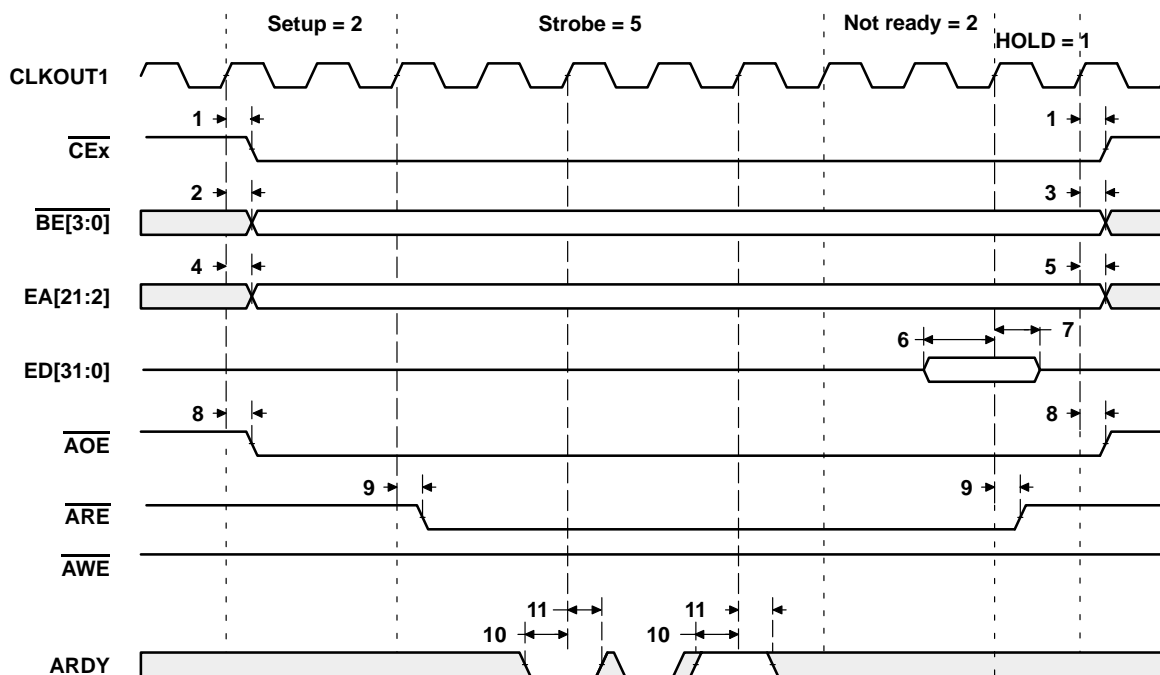 Setup = 2
Strobe = 5
Not ready = 2
HOLD = 1
CLKOUT1
1
1
CEx
2
3
BE[3:0]
4
5
EA[21:2]
6
7
ED[31:0]
8
8
AOE
9
9
ARE
AWE
11
11
10
10
ARDY